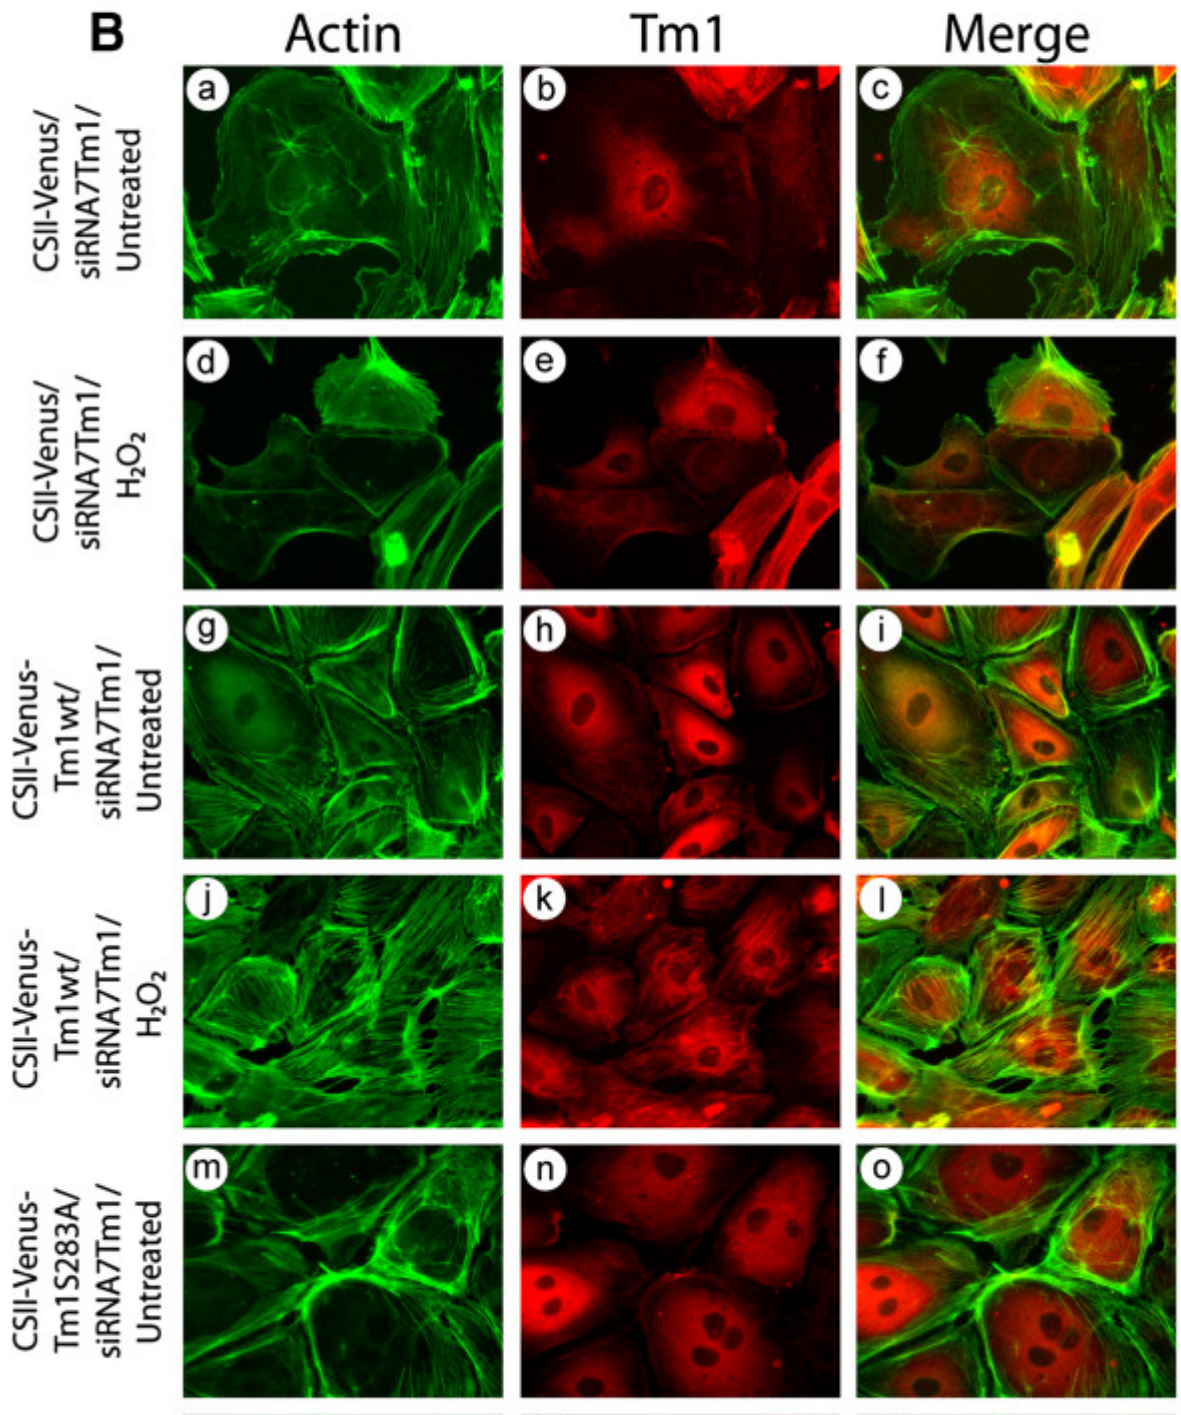 B
Actin Tm1 Merge
CSII-Venus/
siRNA7Tm1/
Untreated
a b c
CSII-Venus/
siRNA7Tm1/
H₂O₂
d e f
CSII-Venus-
Tm1wt/
siRNA7Tm1/
Untreated
g h i
CSII-Venus-
Tm1wt/
siRNA7Tm1/
H₂O₂
j k l
CSII-Venus-
Tm1S283A/
siRNA7Tm1/
Untreated
m n o